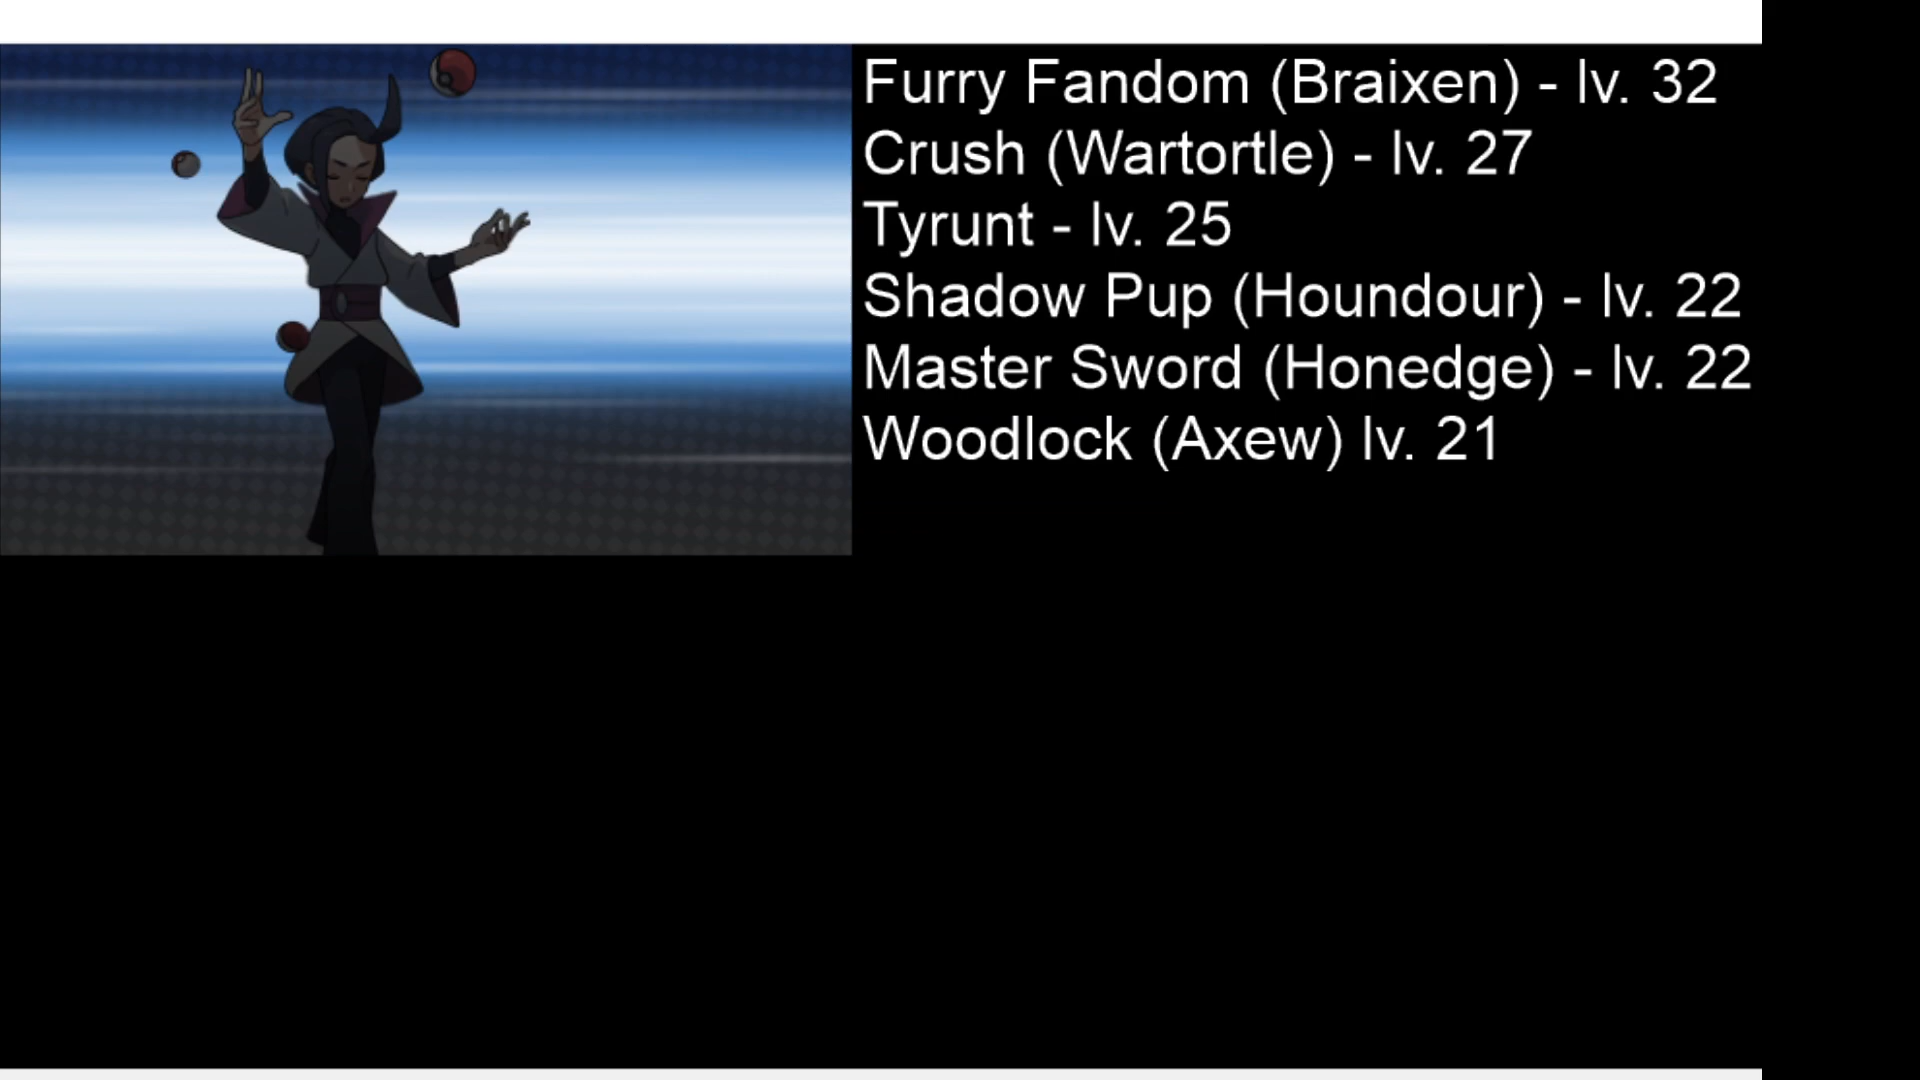 Furry Fandom (Braixen) - lv. 32
Crush (Wartortle) - lv. 27
Tyrunt - lv. 25
Shadow Pup (Houndour) - lv. 22
Master Sword (Honedge) - lv. 22
Woodlock (Axew) lv. 21